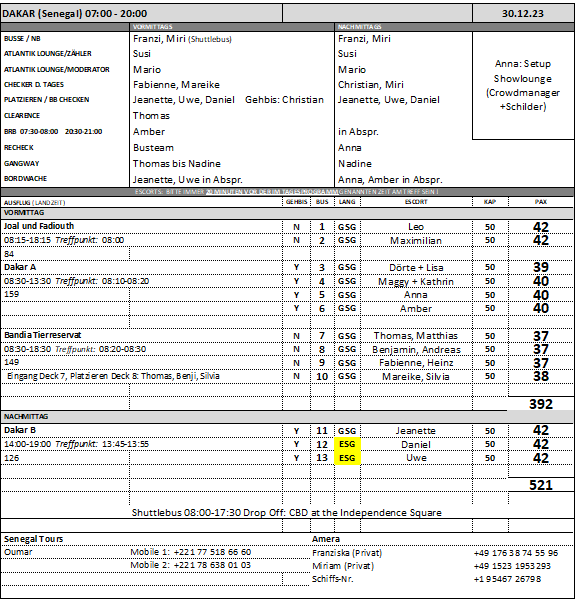 DAKAR (Senegal) 07:00 - 20:00 30.12.23
VORMITTAGS NACHMITTAGS
BUSSE / NH Franzi, Miri (Shuttlebus) Franzi, Miri
ATLANTIK LOUNGE/ZÄHLER Susi Susi
ATLANTIK LOUNGE/MODERATOR Mario Mario
CHECKER D. TAGES Fabienne, Mareike Christian, Miri
PLATZIEREN / BB CHECKEN Jeanette, Uwe, Daniel Gehbis: Christian Jeanette, Uwe, Daniel
CLEARENCE Thomas
BRB 07:30-08:00 20:30-21:00 Amber in Abspr.
RECHECK Busteam Anna
GANGWAY Thomas bis Nadine Nadine
BORDWACHE Jeanette, Uwe in Abspr. Anna, Amber in Abspr.
Anna: Setup
Showlounge
(Crowdmanager
+Schilder)
ESCORTS: BITTE IMMER 20 MINUTEN VOR DER IM TAGESPROGRAMM GENANNTEN ZEIT AM TREFF SEIN !
AUSFLUG (LANDZEIT) GEHBIS BUS LANG ESCORT KAP PAX
VORMITTAG
Joal und Fadiouth N 1 GSG Leo 50 42
08:15-18:15 Treffpunkt: 08:00 N 2 GSG Maximilian 50 42
84
Dakar A Y 3 GSG Dörte + Lisa 50 39
08:30-13:30 Treffpunkt: 08:10-08:20 Y 4 GSG Maggy + Kathrin 50 40
159 Y 5 GSG Anna 50 40
Y 6 GSG Amber 50 40
Bandia Tierreservat N 7 GSG Thomas, Matthias 50 37
08:30-18:30 Treffpunkt: 08:20-08:30 N 8 GSG Benjamin, Andreas 50 37
149 N 9 GSG Fabienne, Heinz 50 37
Eingang Deck 7, Platzieren Deck 8: Thomas, Benji, Silvia N 10 GSG Mareike, Silvia 50 38
392
NACHMITTAG
Dakar B Y 11 GSG Jeanette 50 42
14:00-19:00 Treffpunkt: 13:45-13:55 Y 12 ESG Daniel 50 42
126 Y 13 ESG Uwe 50 42
521
Shuttlebus 08:00-17:30 Drop Off: CBD at the Independence Square
Senegal Tours Amera
Oumar Mobile 1: +221 77 518 66 60 Franziska (Privat) +49 176 38 74 55 96
Mobile 2: +221 78 638 01 03 Miriam (Privat) +49 1523 1953 293
Schiffs-Nr. +1 954 67 26798